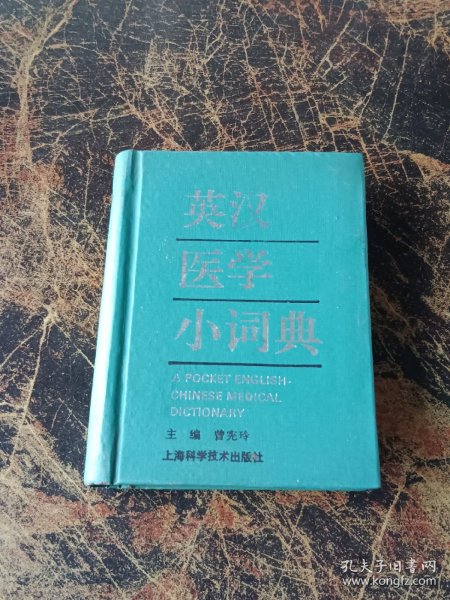 英汉
医学
小词典
A POCKET ENGLISH-
CHINESE MEDICAL
DICTIONARY
主 编 曾宪玲
上海科学技术出版社
孔夫子旧书网
www.kongfz.com